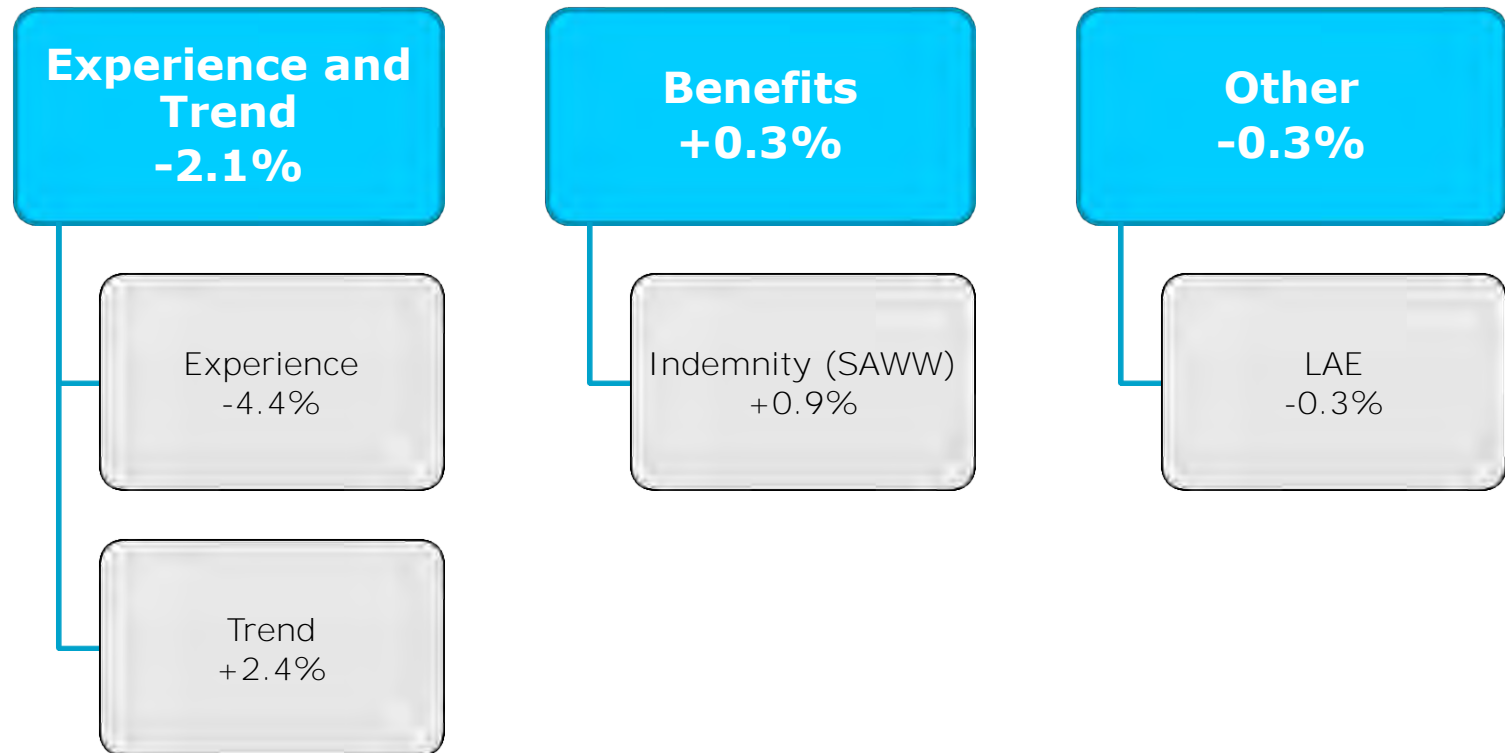 Experience and
Trend
-2.1%
Experience
-4.4%
Trend
+2.4%
Benefits
+0.3%
Indemnity (SAWW)
+0.9%
Other
-0.3%
LAE
-0.3%